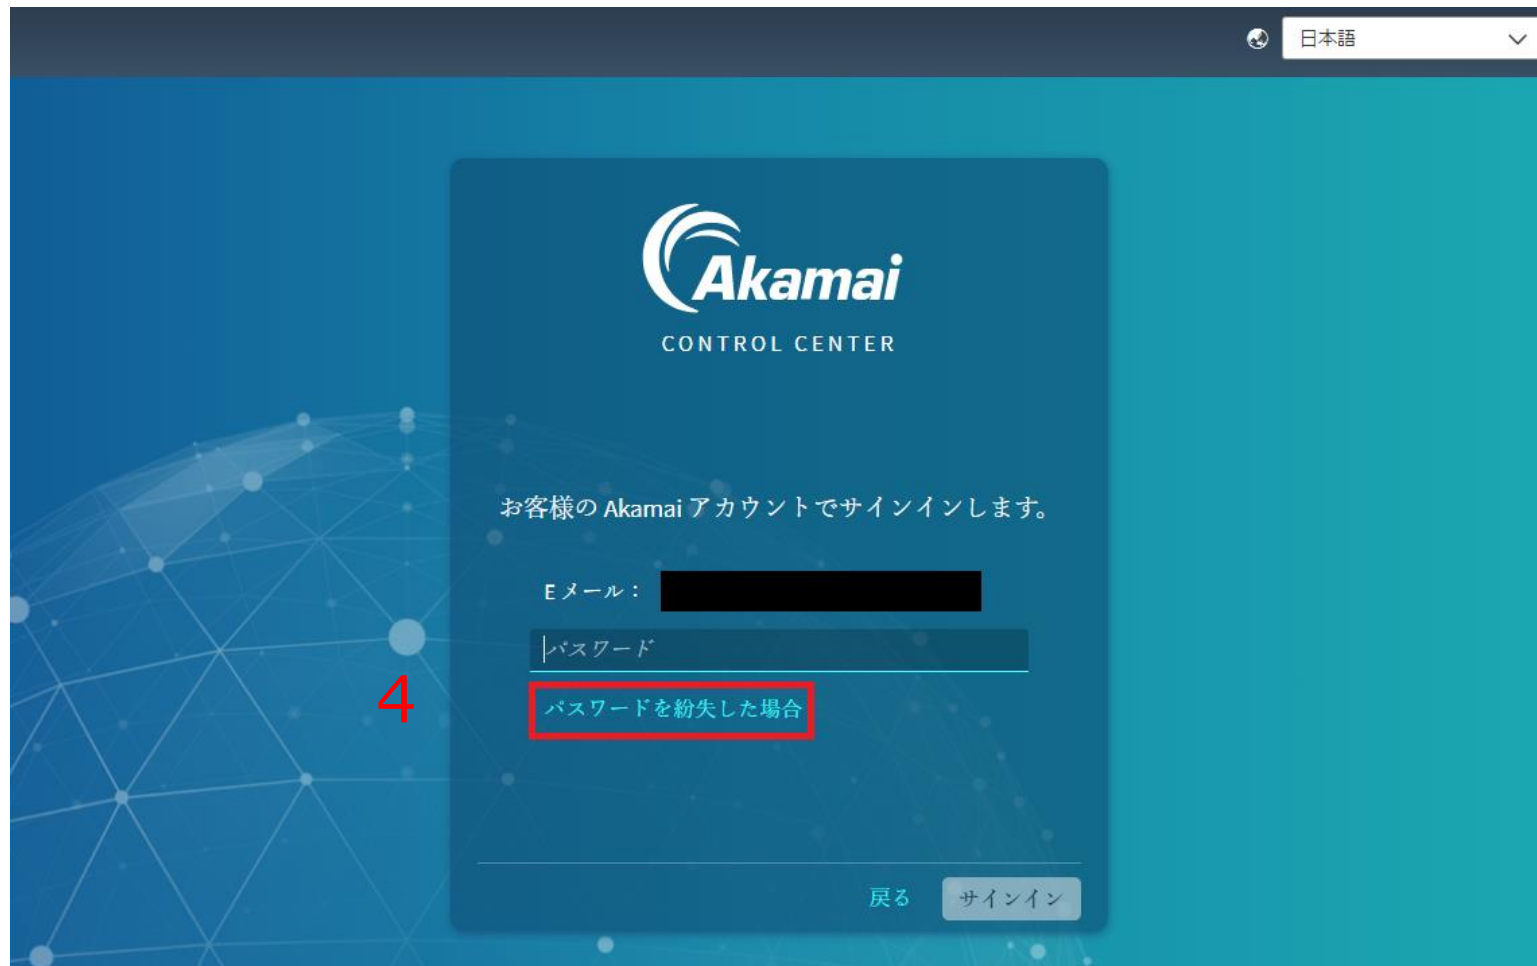 日本語
Akamai
CONTROL CENTER
お客様の Akamai アカウントでサインインします。
E メール：
パスワード
4
パスワードを紛失した場合
戻る
サインイン